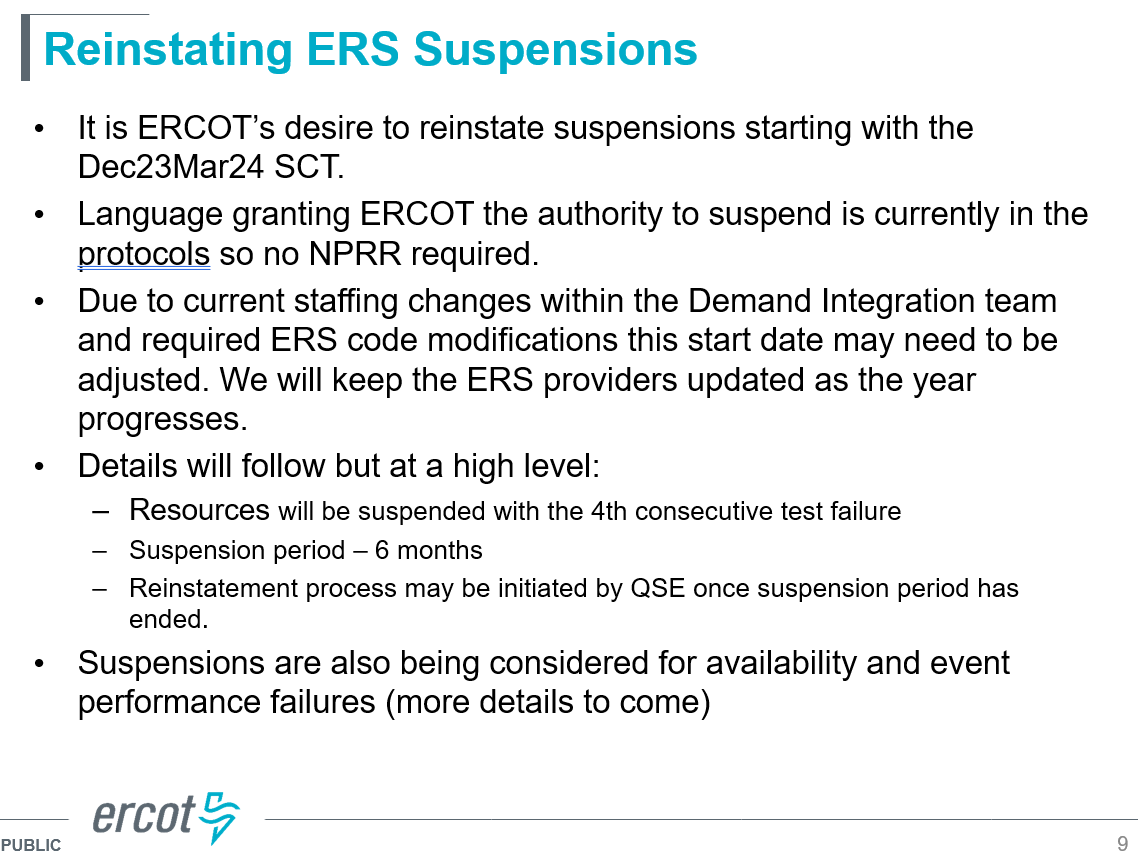 Reinstating ERS Suspensions
• It is ERCOT’s desire to reinstate suspensions starting with the
Dec23Mar24 SCT.
• Language granting ERCOT the authority to suspend is currently in the
protocols so no NPRR required.
• Due to current staffing changes within the Demand Integration team
and required ERS code modifications this start date may need to be
adjusted. We will keep the ERS providers updated as the year
progresses.
• Details will follow but at a high level:
– Resources will be suspended with the 4th consecutive test failure
– Suspension period – 6 months
– Reinstatement process may be initiated by QSE once suspension period has
ended.
• Suspensions are also being considered for availability and event
performance failures (more details to come)
ercot
PUBLIC
9